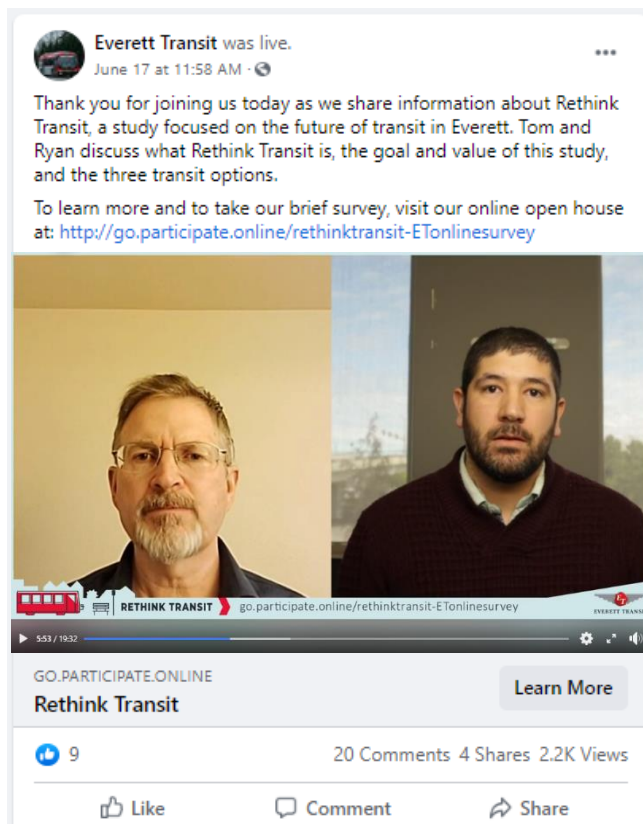 Everett Transit was live.
June 17 at 11:58 AM ·
Thank you for joining us today as we share information about Rethink
Transit, a study focused on the future of transit in Everett. Tom and
Ryan discuss what Rethink Transit is, the goal and value of this study,
and the three transit options.
To learn more and to take our brief survey, visit our online open house
at: http://go.participate.online/rethinktransit-ETonlinesurvey
RETHINK TRANSIT
go.participate.online/rethinktransit-ETonlinesurvey
ET
EVERETT TRANSI
5:53 / 19:32
GO.PARTICIPATE.ONLINE
Rethink Transit
Learn More
9
20 Comments 4 Shares 2.2K Views
Like Comment Share